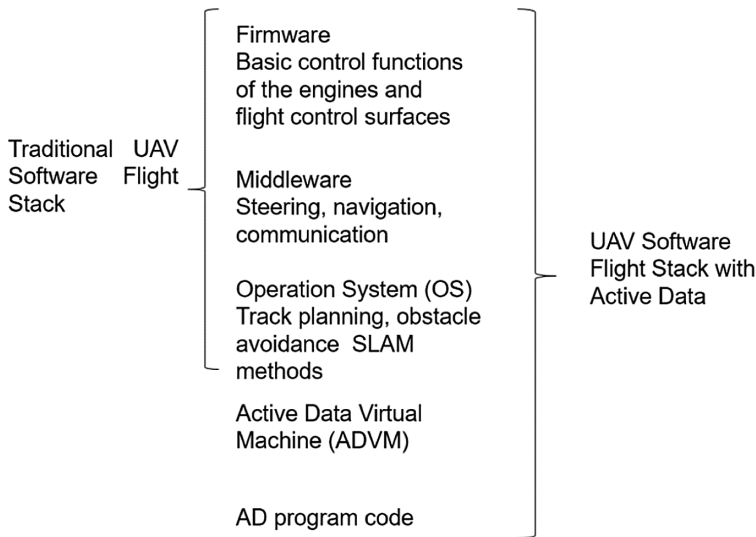 Traditional UAV
Software Flight
Stack
Firmware
Basic control functions
of the engines and
flight control surfaces
Middleware
Steering, navigation,
communication
Operation System (OS)
Track planning, obstacle
avoidance SLAM
methods
Active Data Virtual
Machine (ADVM)
AD program code
UAV Software
Flight Stack with
Active Data